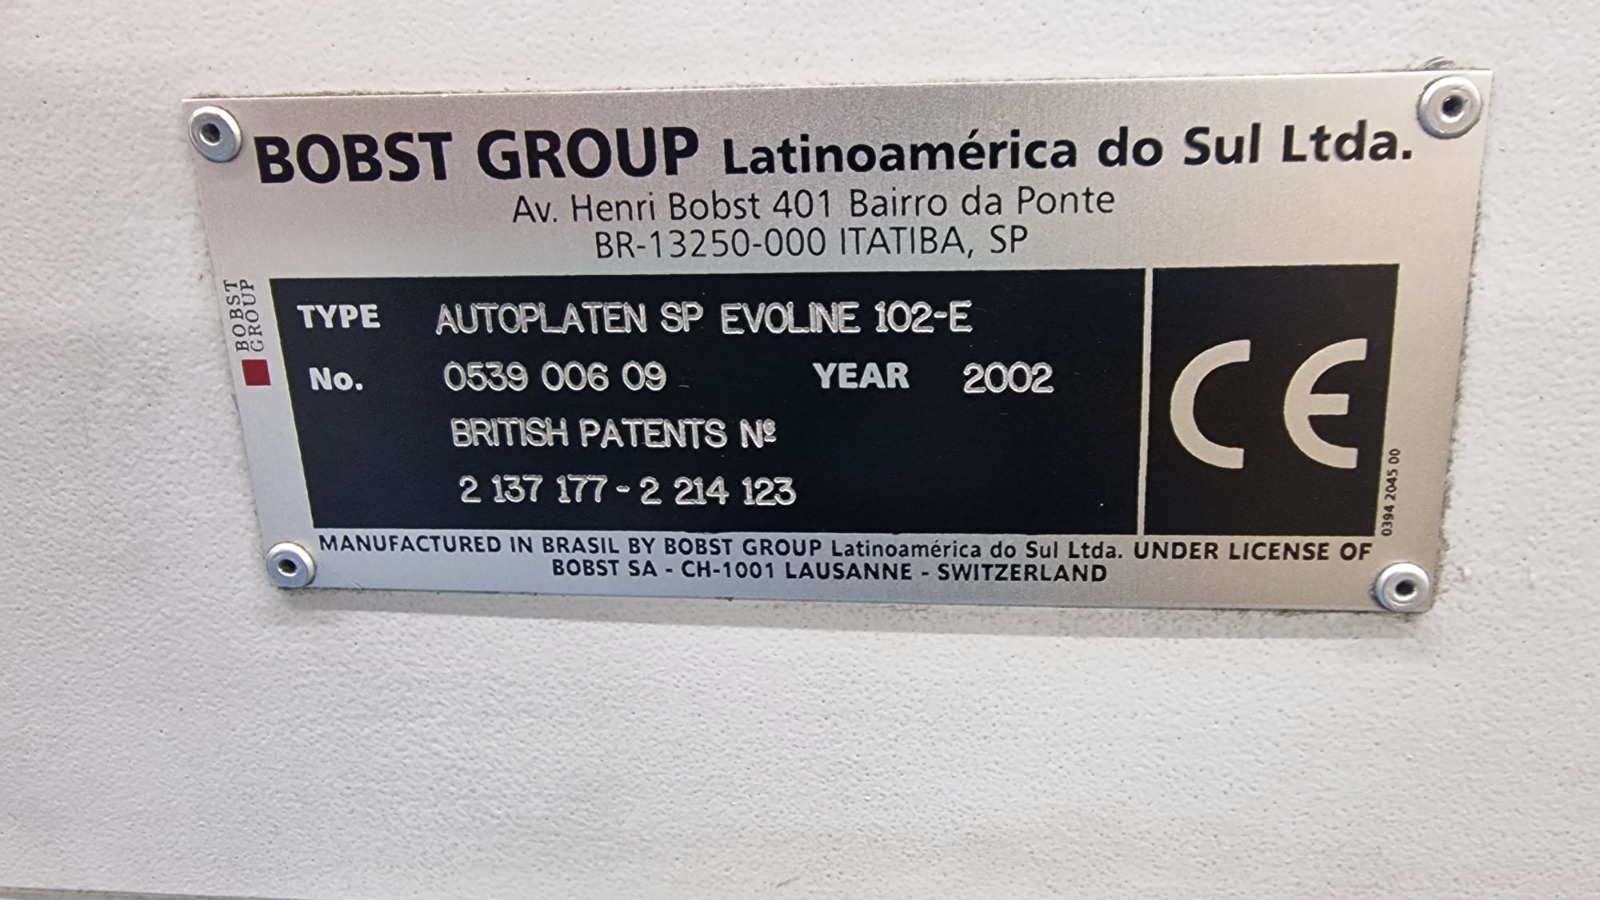 BOBST GROUP Latinoamérica do Sul Ltda.
Av. Henri Bobst 401 Bairro da Ponte
BR-13250-000 ITATIBA, SP
BOBST
GROUP
TYPE AUTOPLATEN SP EVOLINE 102-E
No. 0539 006 09 YEAR 2002
BRITISH PATENTS Nº
2 137 177 - 2 214 123
CE
0394 2045 00
MANUFACTURED IN BRASIL BY BOBST GROUP Latinoamérica do Sul Ltda. UNDER LICENSE OF
BOBST SA - CH-1001 LAUSANNE - SWITZERLAND